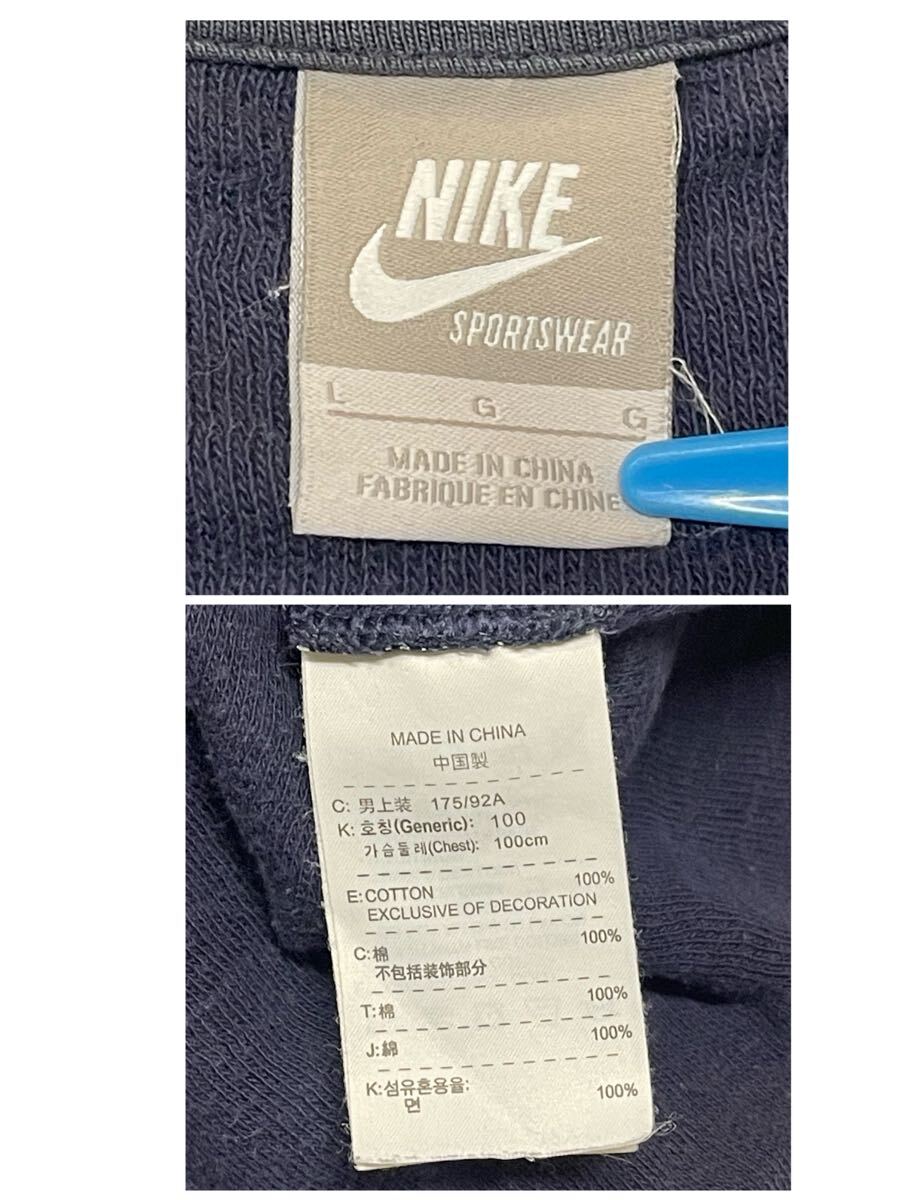 NIKE
SPORTSWEAR
L G G
MADE IN CHINA
FABRIQUE EN CHINE
MADE IN CHINA
中国製
C: 男上装 175/92A
K: 호칭(Generic): 100
가슴둘레(Chest): 100cm
E:COTTON 100%
EXCLUSIVE OF DECORATION
C:棉 100%
不包括装饰部分
T:棉 100%
J:綿 100%
K:섬유혼용율: 100%
면